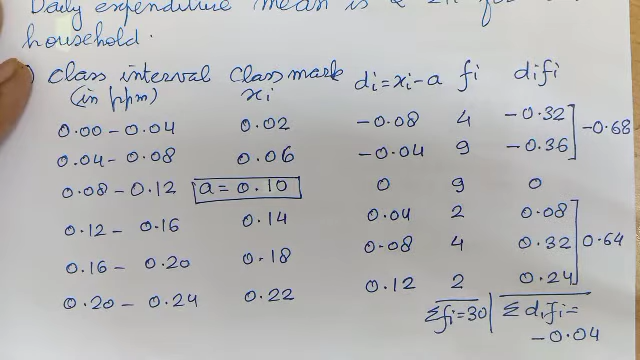 Daily expenditure mean is
household.
) Class interval Class mark di = xi - a fi difi
(in ppm) xi
0.00 - 0.04 0.02 -0.08 4 -0.32
-0.68
0.04 - 0.08 0.06 -0.04 9 -0.36
0.08 - 0.12 a = 0.10 0 9 0
0.12 - 0.16 0.14 0.04 2 0.08
0.16 - 0.20 0.18 0.08 4 0.32 0.64
0.20 - 0.24 0.22 0.12 2 0.24
Σfi = 30 Σdifi =
-0.04